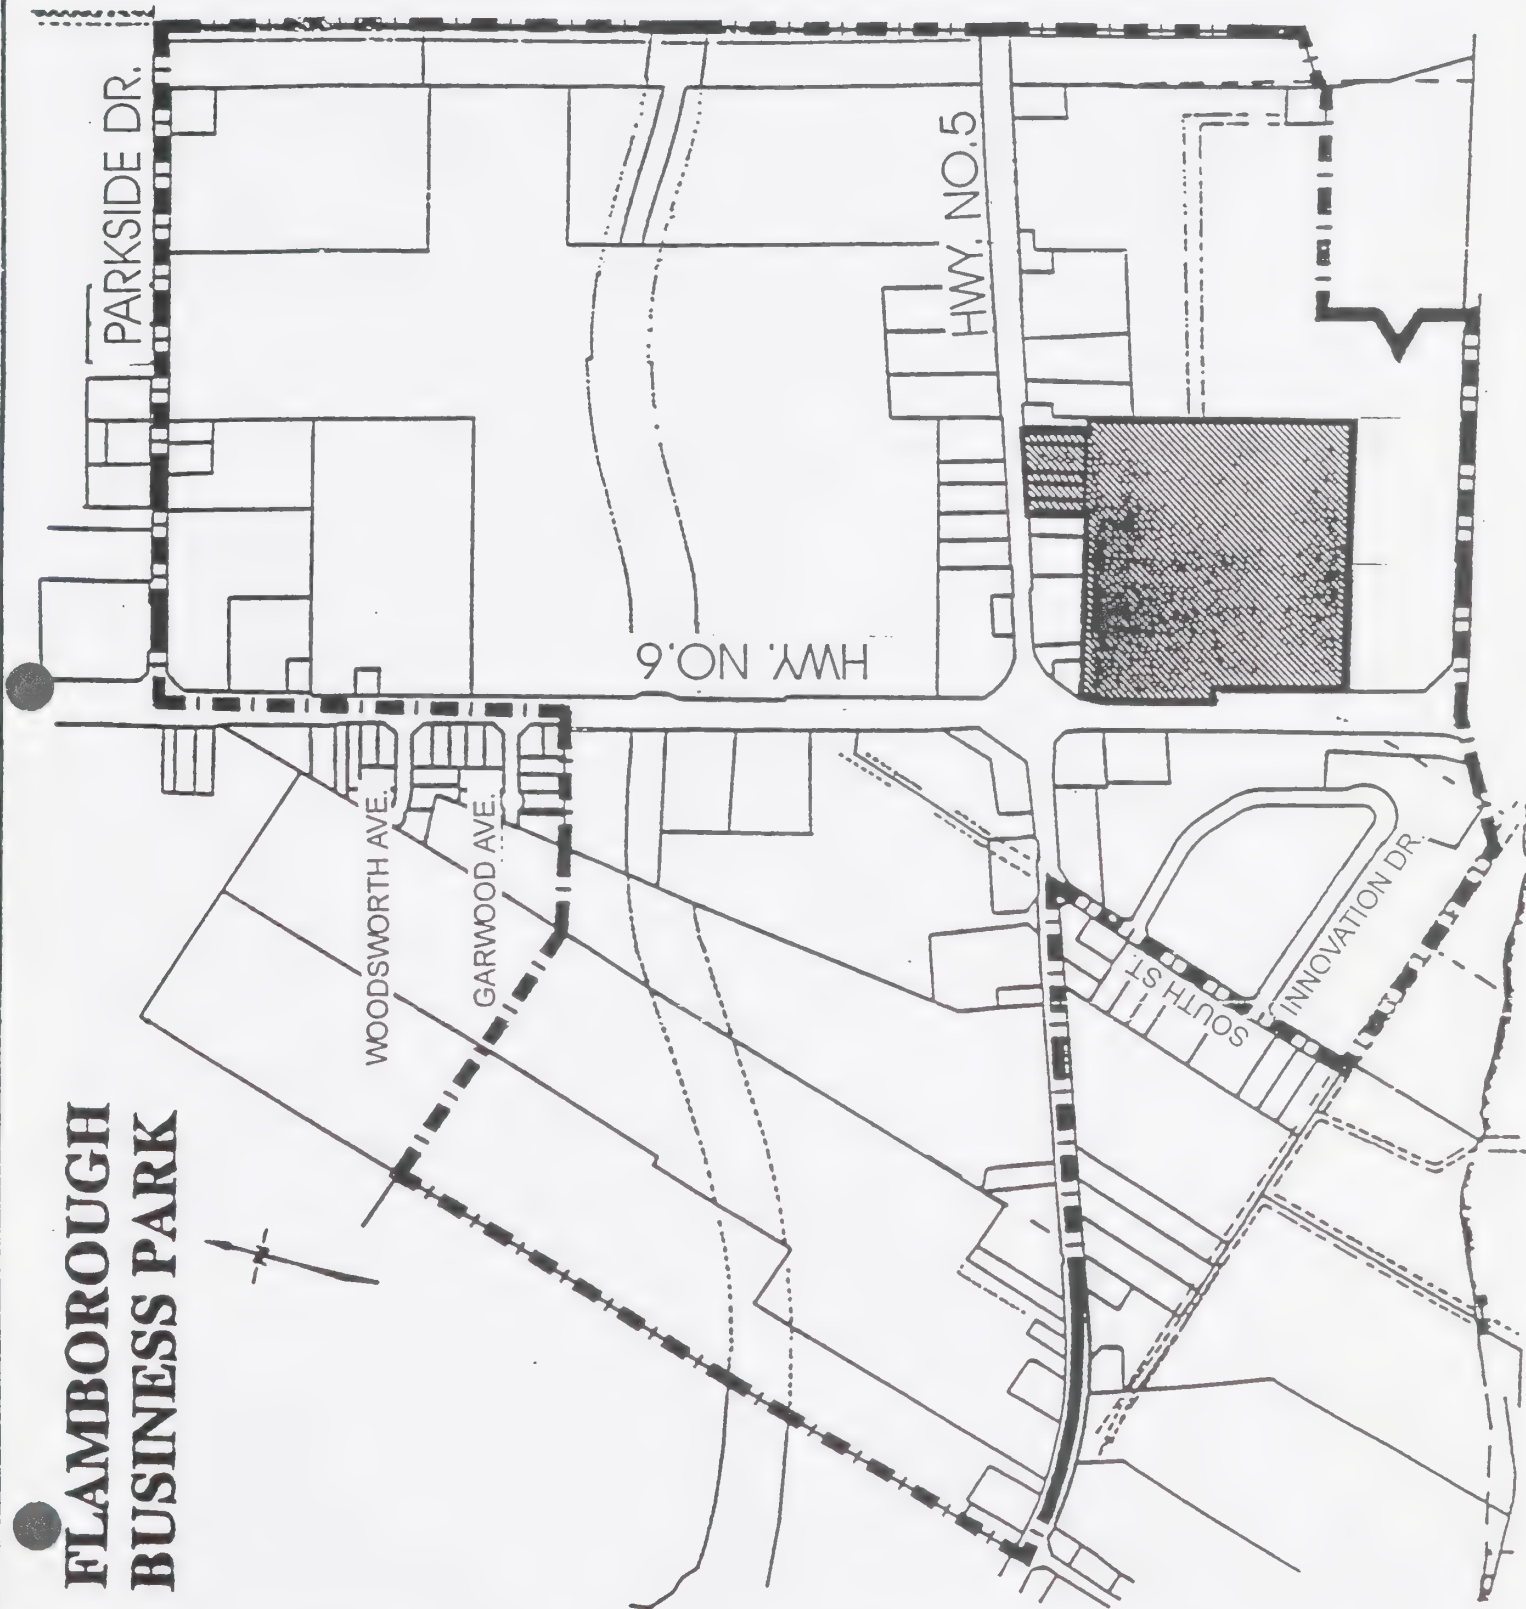 FLAMBOROUGH
BUSINESS PARK
PARKSIDE DR.
WOODSWORTH AVE.
GARWOOD AVE.
HWY. NO.6
HWY. NO.5
SOUTH ST.
INNOVATION DR.